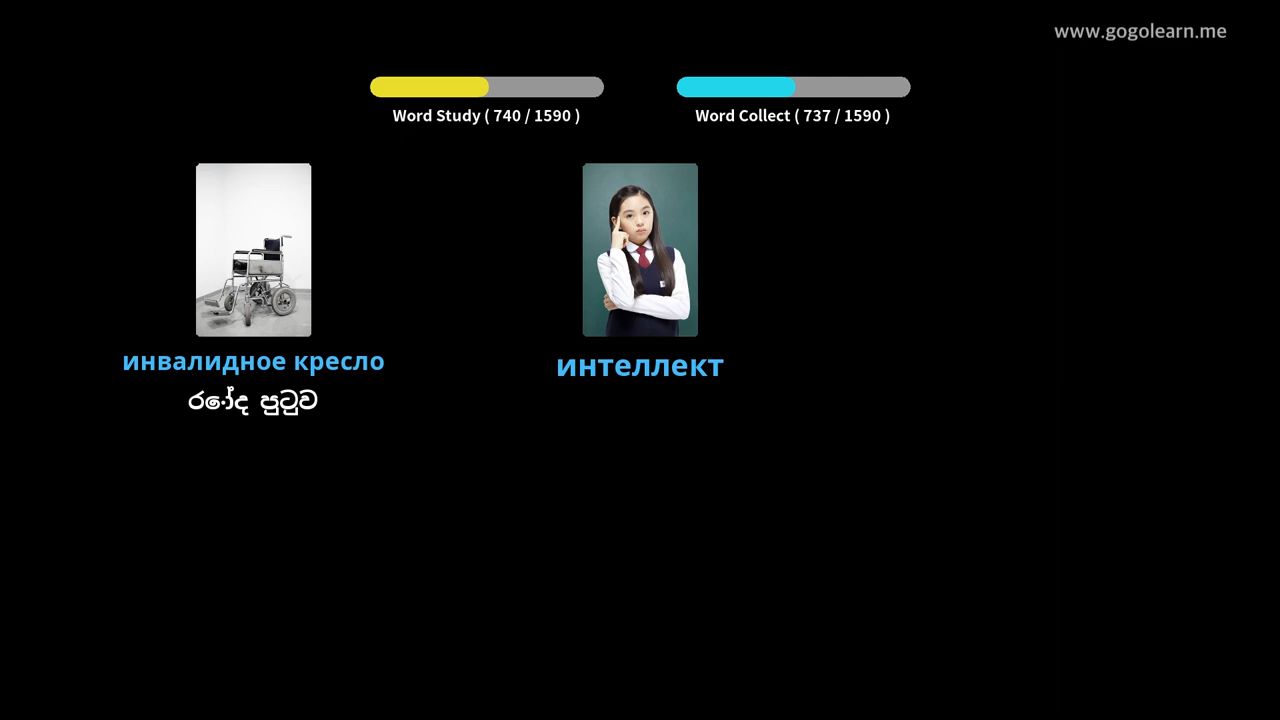 www.gogolearn.me
Word Study ( 740 / 1590 )
Word Collect ( 737 / 1590 )
инвалидное кресло
රෝද පුටුව
интеллект